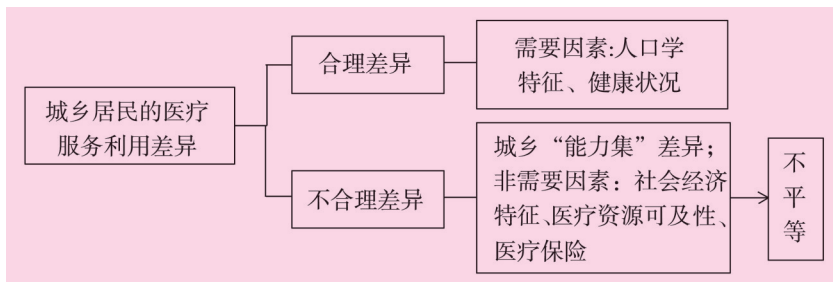 城乡居民的医疗
服务利用差异
合理差异
需要因素:人口学
特征、健康状况
不合理差异
城乡“能力集”差异；
非需要因素：社会经济
特征、医疗资源可及性、
医疗保险
不
平
等